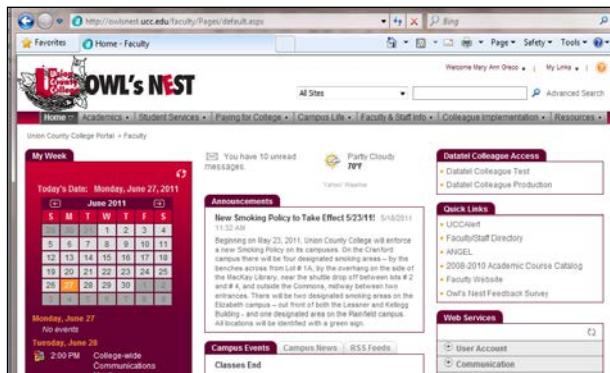 http://owlsnest.ucc.edu/faculty/Pages/default.aspx
Bing
Favorites
Home - Faculty
Page
Safety
Tools
Union County College
OWL's NEST
Welcome Mary Ann Greco
My Links
All Sites
Advanced Search
Home
Academics
Student Services
Paying for College
Campus Life
Faculty & Staff Info
Colleague Implementation
Resources
Union County College Portal > Faculty
My Week
Today's Date: Monday, June 27, 2011
June 2011
S M T W T F S
29 30 31 1 2 3 4
5 6 7 8 9 10 11
12 13 14 15 16 17 18
19 20 21 22 23 24 25
26 27 28 29 30 1 2
3 4 5 6 7 8 9
Monday, June 27
No events
Tuesday, June 28
2:00 PM College-wide
Communications
You have 10 unread
messages.
Partly Cloudy
70°F
Yahoo! Weather
Announcements
New Smoking Policy to Take Effect 5/23/11! 5/18/2011
11:32 AM
Beginning on May 23, 2011, Union County College will enforce
a new Smoking Policy on its campuses. On the Cranford
campus there will be four designated smoking areas – by the
benches across from Lot # 1A, by the overhang on the side of
the MacKay Library, near the shuttle drop off between lots # 2
and # 4, and outside the Commons, midway between two
entrances. There will be two designated smoking areas on the
Elizabeth campus – out front of both the Lessner and Kellogg
Building - and one designated area on the Plainfield campus.
All locations will be identified with a green sign.
Campus Events
Campus News
RSS Feeds
Classes End
Datatel Colleague Access
Datatel Colleague Test
Datatel Colleague Production
Quick Links
UCCAlert
Faculty/Staff Directory
ANGEL
2008-2010 Academic Course Catalog
Faculty Website
Owl's Nest Feedback Survey
Web Services
User Account
Communication